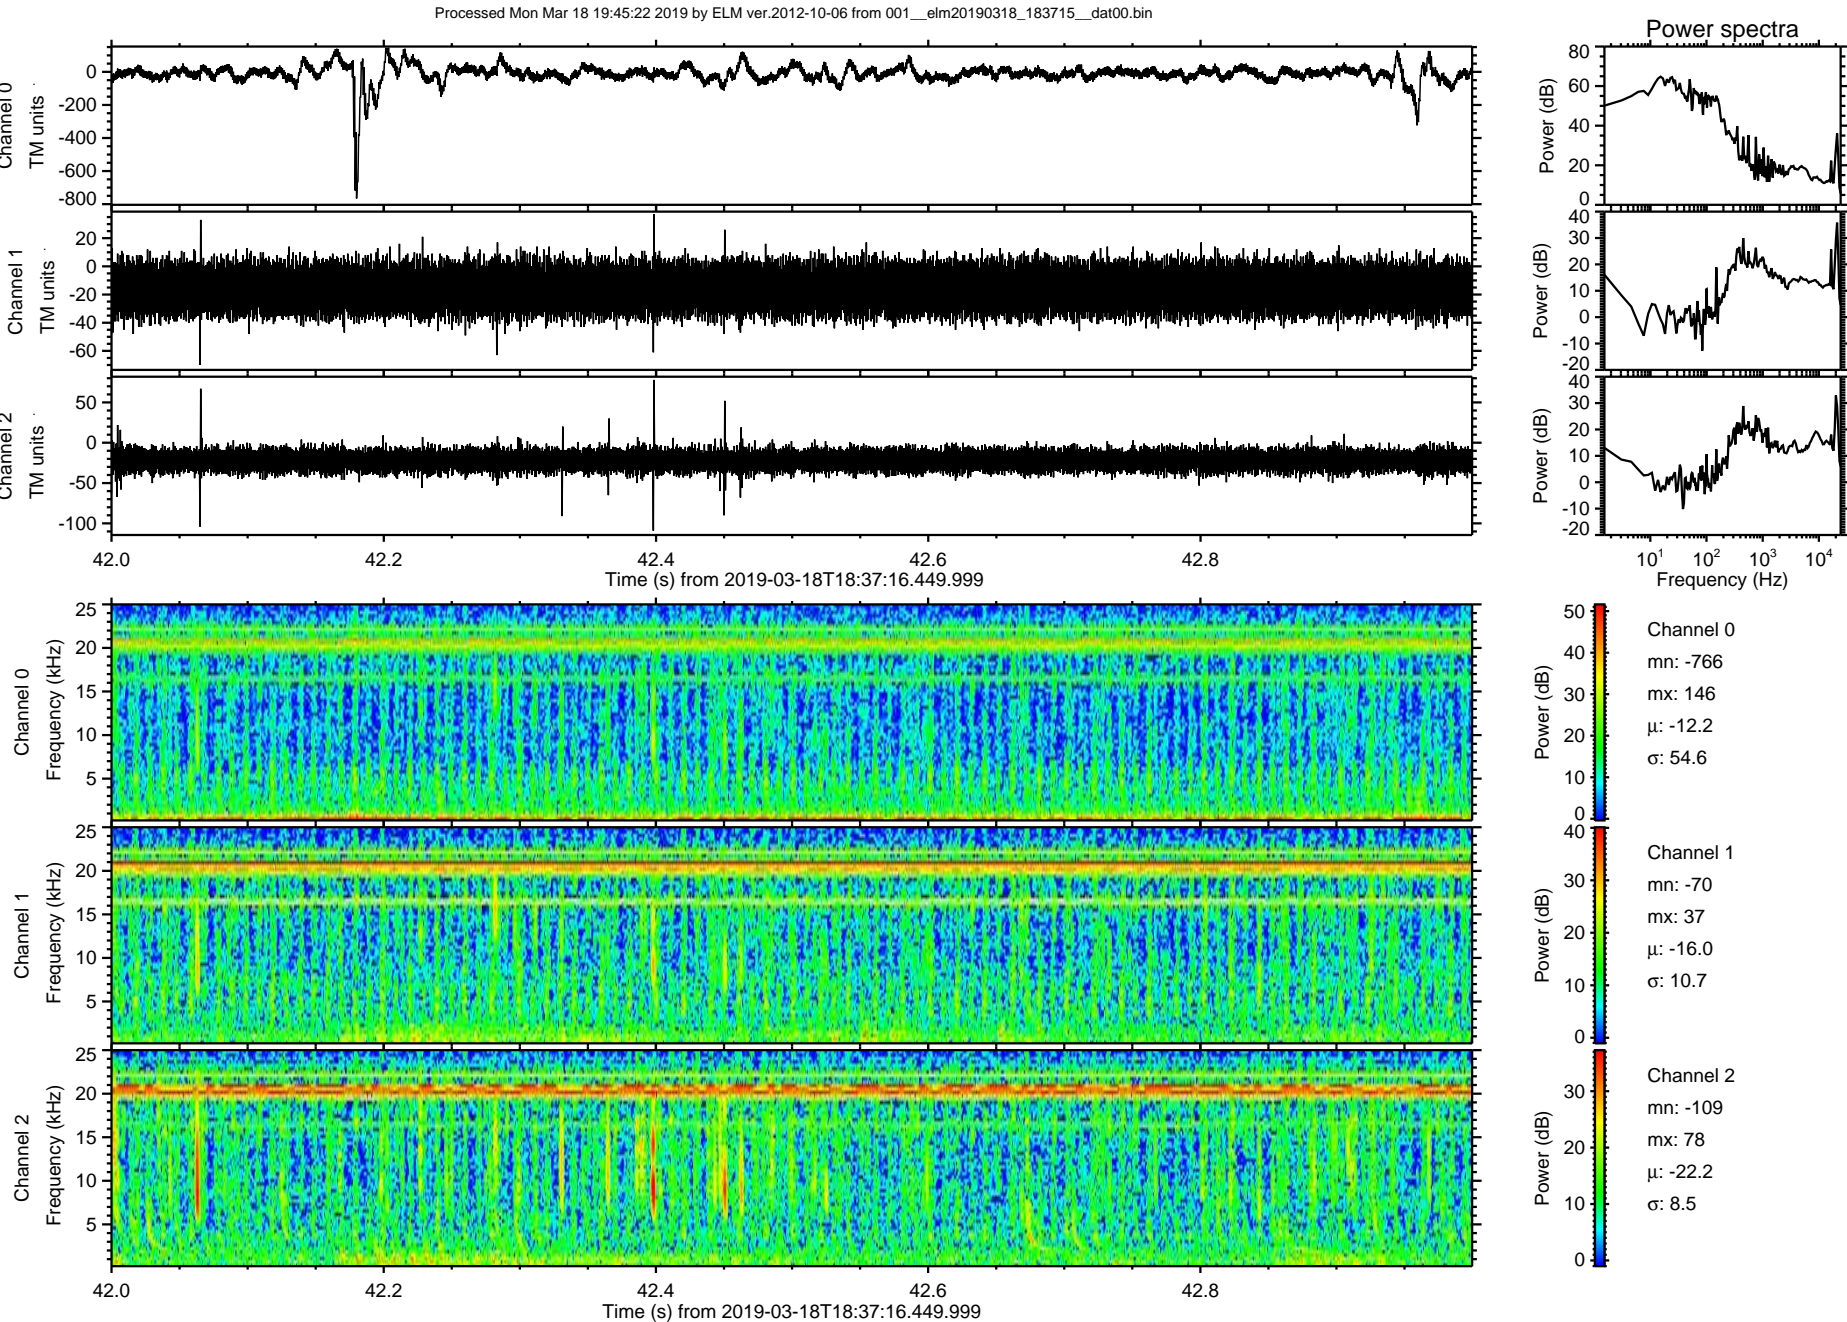 Processed Mon Mar 18 19:45:22 2019 by ELM ver.2012-10-06 from 001__elm20190318_183715__dat00.bin
Power spectra
Channel 0
TM units
0
-200
-400
-600
-800
Power (dB)
80
60
40
20
0
Channel 1
TM units
20
0
-20
-40
-60
Power (dB)
40
30
20
10
0
-10
-20
Channel 2
TM units
50
0
-50
-100
Power (dB)
40
30
20
10
0
-10
-20
42.0 42.2 42.4 42.6 42.8
Time (s) from 2019-03-18T18:37:16.449.999
10¹ 10² 10³ 10⁴
Frequency (Hz)
Channel 0
Frequency (kHz)
25
20
15
10
5
Power (dB)
50
40
30
20
10
0
Channel 0
mn: -766
mx: 146
μ: -12.2
σ: 54.6
Channel 1
Frequency (kHz)
25
20
15
10
5
Power (dB)
40
30
20
10
0
Channel 1
mn: -70
mx: 37
μ: -16.0
σ: 10.7
Channel 2
Frequency (kHz)
25
20
15
10
5
Power (dB)
30
20
10
0
Channel 2
mn: -109
mx: 78
μ: -22.2
σ: 8.5
42.0 42.2 42.4 42.6 42.8
Time (s) from 2019-03-18T18:37:16.449.999